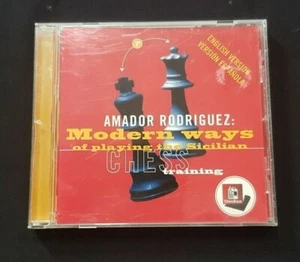 ENGLISH VERSION
VERSIÓN ESPAÑOLA
AMADOR RODRIGUEZ:
Modern ways
of playing the Sicilian
CHESS
training